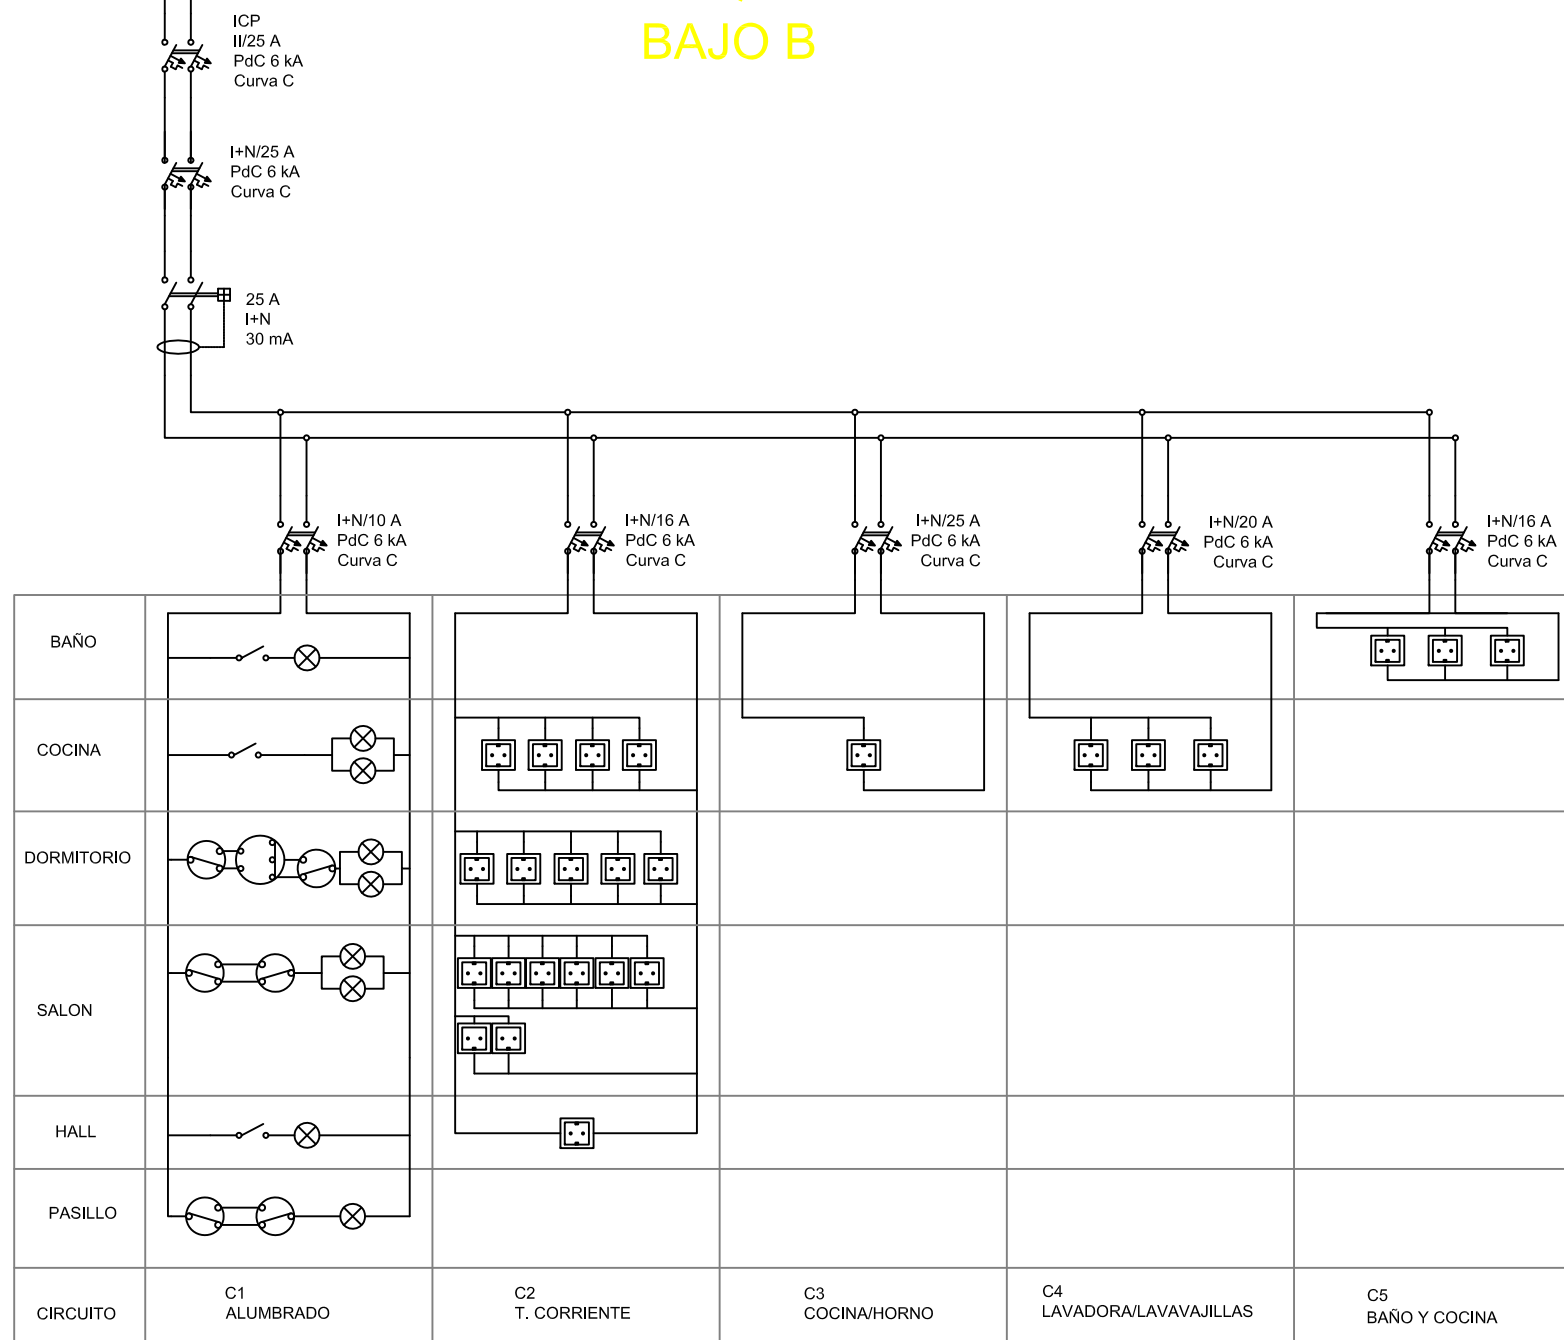 BAJO B
ICP
II/25 A
PdC 6 kA
Curva C
I+N/25 A
PdC 6 kA
Curva C
25 A
I+N
30 mA
I+N/10 A
PdC 6 kA
Curva C
I+N/16 A
PdC 6 kA
Curva C
I+N/25 A
PdC 6 kA
Curva C
I+N/20 A
PdC 6 kA
Curva C
I+N/16 A
PdC 6 kA
Curva C
BAÑO
COCINA
DORMITORIO
SALON
HALL
PASILLO
CIRCUITO
C1
ALUMBRADO
C2
T. CORRIENTE
C3
COCINA/HORNO
C4
LAVADORA/LAVAVAJILLAS
C5
BAÑO Y COCINA